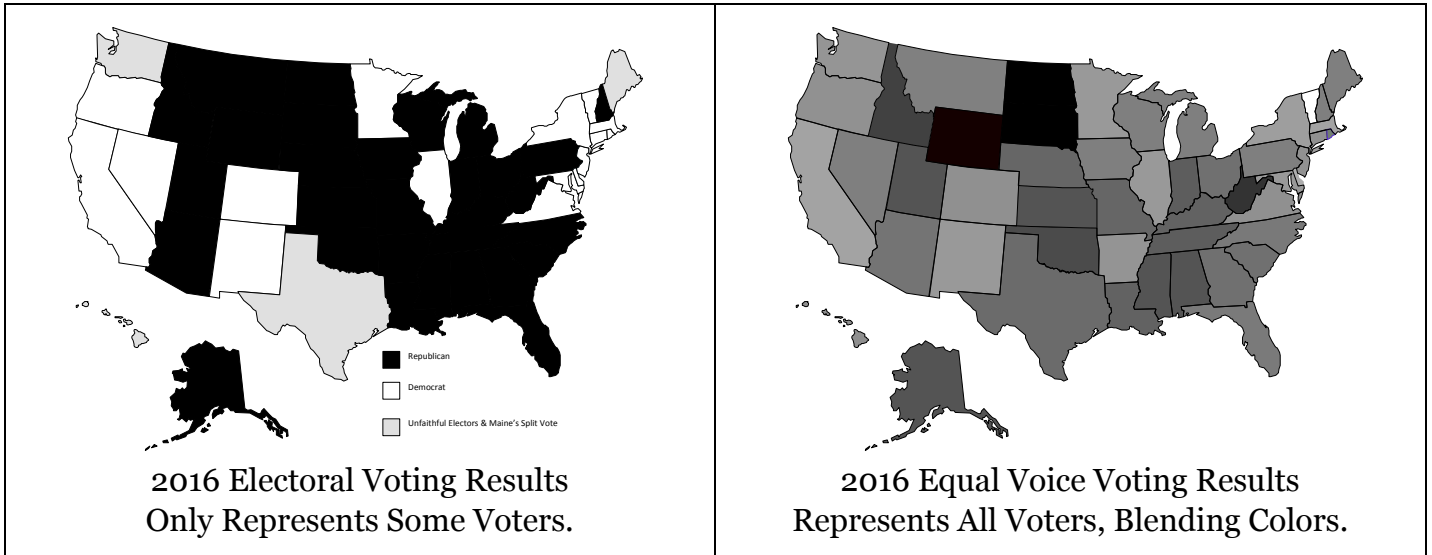 Republican
Democrat
Unfaithful Electors & Maine's Split Vote
2016 Electoral Voting Results
Only Represents Some Voters.
2016 Equal Voice Voting Results
Represents All Voters, Blending Colors.